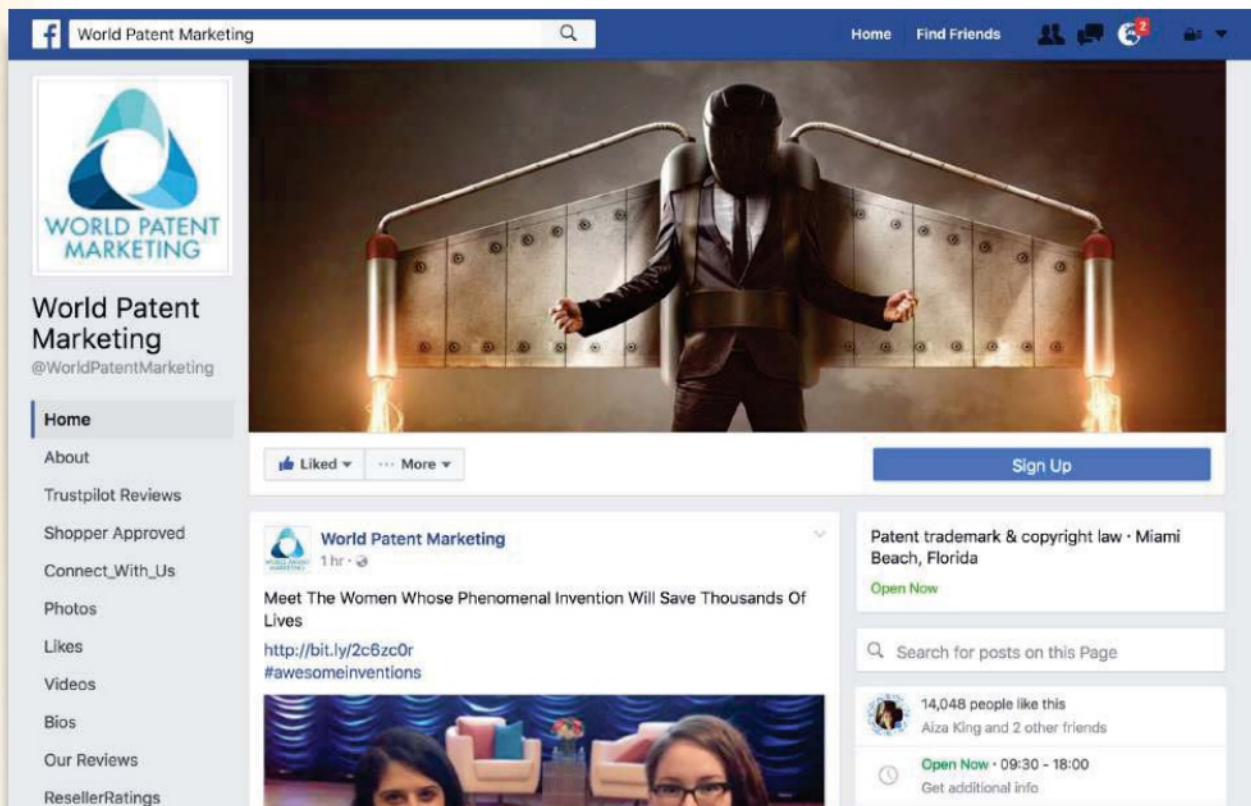 World Patent Marketing
Home Find Friends 2
WORLD PATENT
MARKETING
World Patent
Marketing
@WorldPatentMarketing
Home
About
Trustpilot Reviews
Shopper Approved
Connect_With_Us
Photos
Likes
Videos
Bios
Our Reviews
ResellerRatings
Liked ··· More
Sign Up
World Patent Marketing
1 hr ·
Meet The Women Whose Phenomenal Invention Will Save Thousands Of
Lives
http://bit.ly/2c6zc0r
#awesomeinventions
Patent trademark & copyright law · Miami
Beach, Florida
Open Now
Search for posts on this Page
14,048 people like this
Aiza King and 2 other friends
Open Now · 09:30 - 18:00
Get additional info